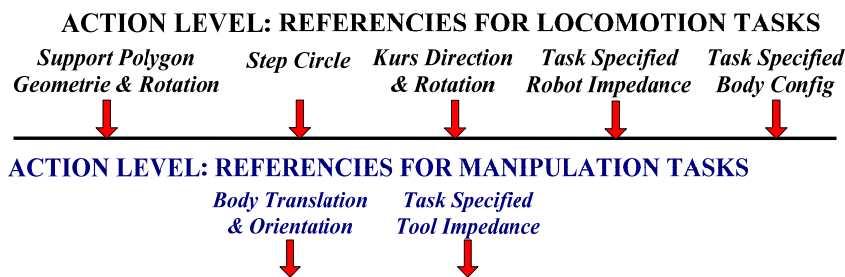 ACTION LEVEL: REFERENCIES FOR LOCOMOTION TASKS
Support Polygon
Geometrie & Rotation
Step Circle
Kurs Direction
& Rotation
Task Specified
Robot Impedance
Task Specified
Body Config
ACTION LEVEL: REFERENCIES FOR MANIPULATION TASKS
Body Translation
& Orientation
Task Specified
Tool Impedance